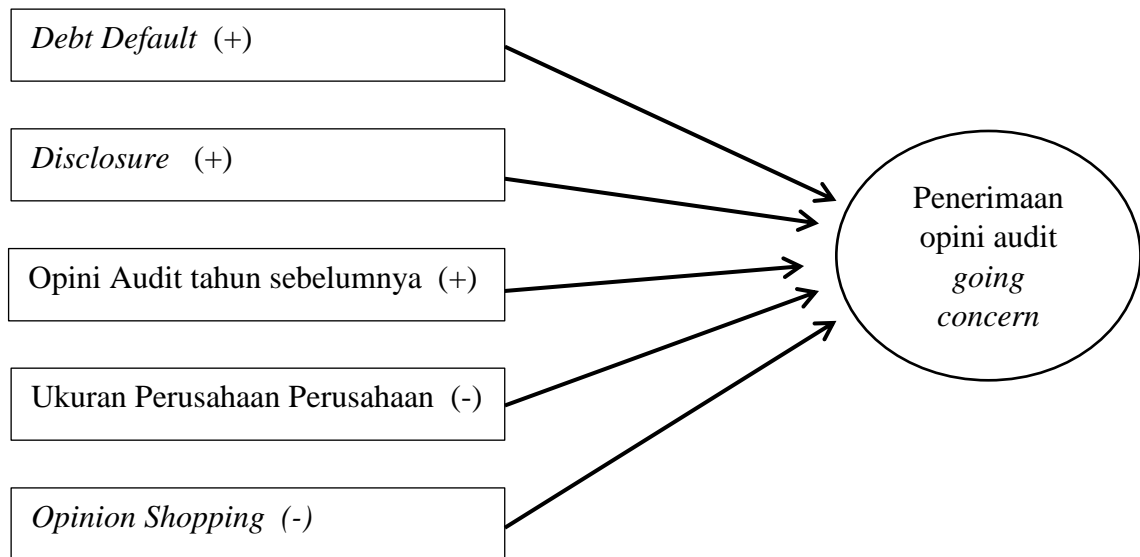 Debt Default (+)
Disclosure (+)
Opini Audit tahun sebelumnya (+)
Ukuran Perusahaan Perusahaan (-)
Opinion Shopping (-)
Penerimaan
opini audit
going
concern